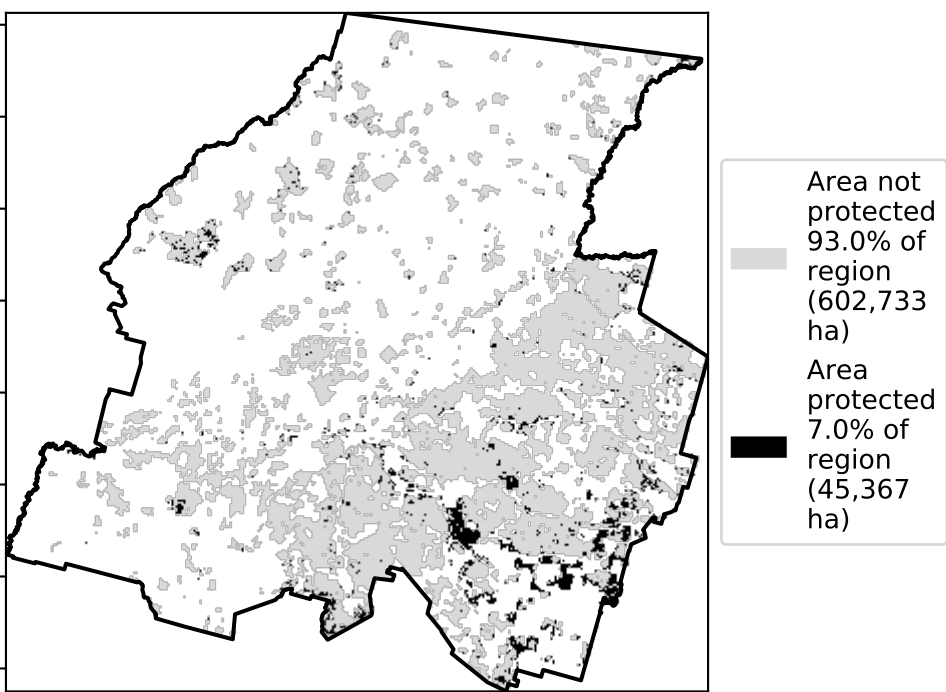 Area not
protected
93.0% of
region
(602,733
ha)
Area
protected
7.0% of
region
(45,367
ha)